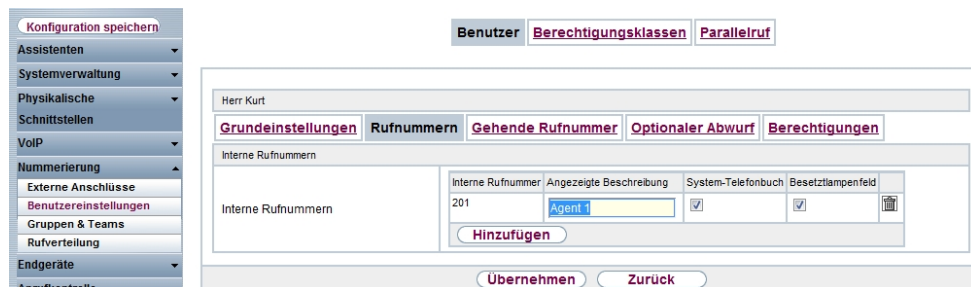 Konfiguration speichern
Assistenten
Systemverwaltung
Physikalische
Schnittstellen
VoIP
Nummerierung
Externe Anschlüsse
Benutzereinstellungen
Gruppen & Teams
Rufverteilung
Endgeräte
Benutzer Berechtigungsklassen Parallelruf
Herr Kurt
Grundeinstellungen Rufnummern Gehende Rufnummer Optionaler Abwurf Berechtigungen
Interne Rufnummern
Interne Rufnummer Angezeigte Beschreibung System-Telefonbuch Besetztlampenfeld
Interne Rufnummern
201 Agent 1
Hinzufügen
Übernehmen Zurück